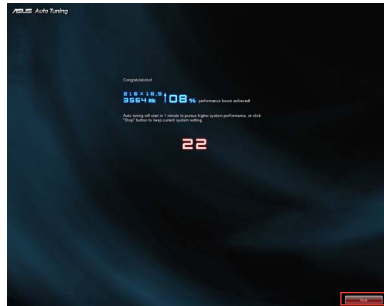 ASUS Auto Tuning
Congratulations!
216 × 16.5
3564 MHz 108% performance boost achieved!
Auto tuning will start in 1 minute to pursue higher system performance, or click
"Stop" button to keep current system setting.
22
Stop